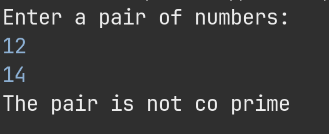 Enter a pair of numbers:
12
14
The pair is not co prime